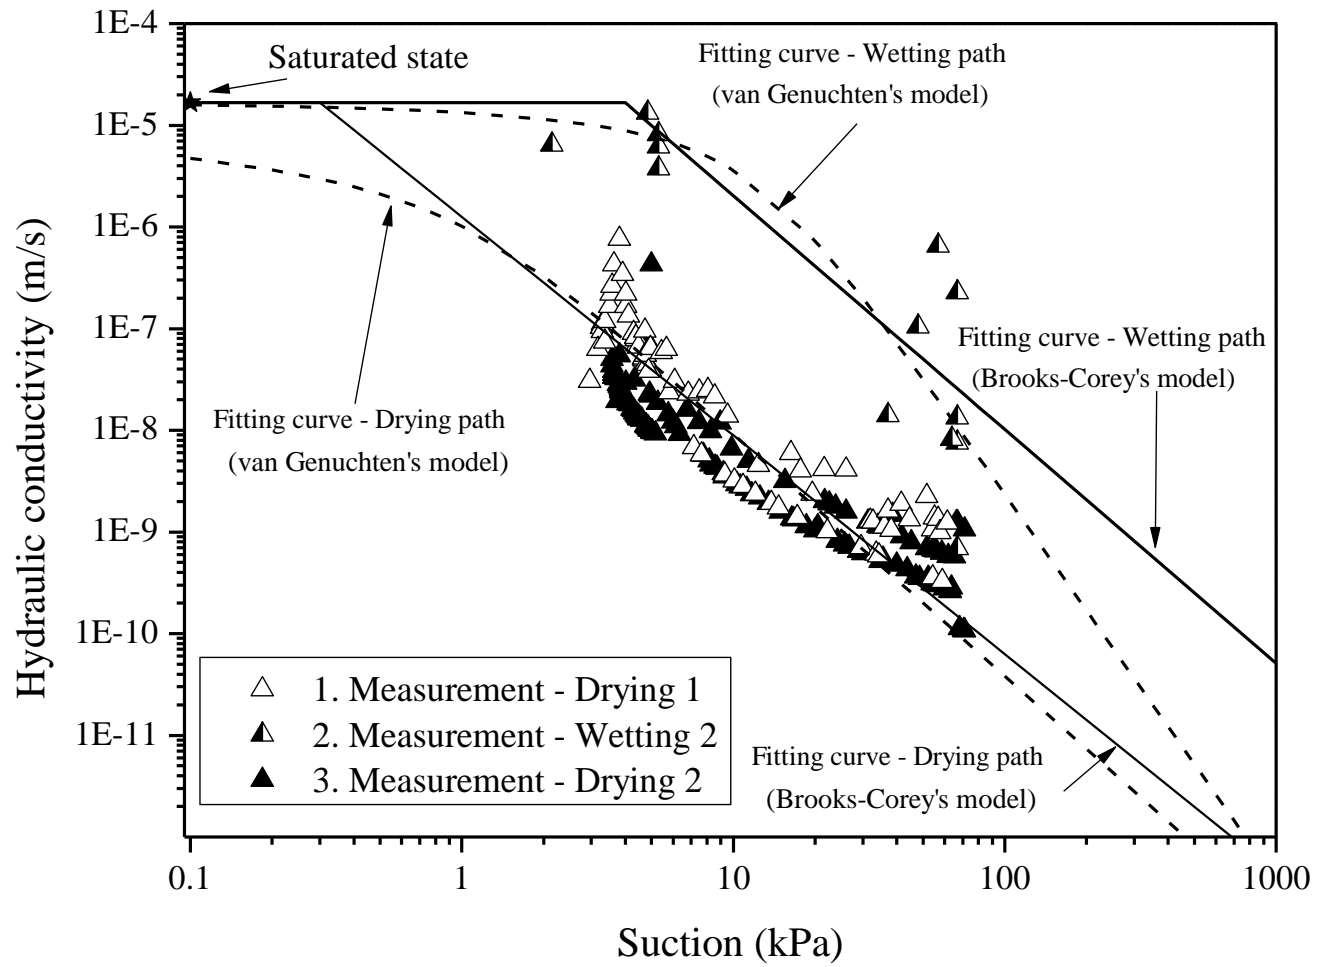 1E-4
1E-5
1E-6
1E-7
1E-8
1E-9
1E-10
1E-11
Hydraulic conductivity (m/s)
Saturated state
Fitting curve - Wetting path
(van Genuchten's model)
Fitting curve - Wetting path
(Brooks-Corey's model)
Fitting curve - Drying path
(van Genuchten's model)
1. Measurement - Drying 1
2. Measurement - Wetting 2
3. Measurement - Drying 2
Fitting curve - Drying path
(Brooks-Corey's model)
0.1 1 10 100 1000
Suction (kPa)